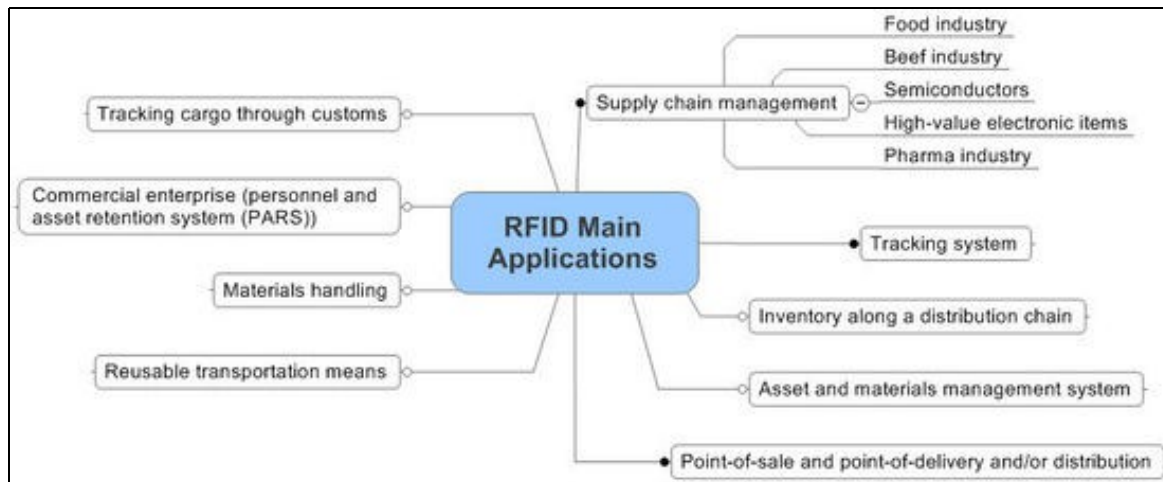 RFID Main
Applications
Supply chain management
Food industry
Beef industry
Semiconductors
High-value electronic items
Pharma industry
Tracking system
Inventory along a distribution chain
Asset and materials management system
Point-of-sale and point-of-delivery and/or distribution
Tracking cargo through customs
Commercial enterprise (personnel and
asset retention system (PARS))
Materials handling
Reusable transportation means